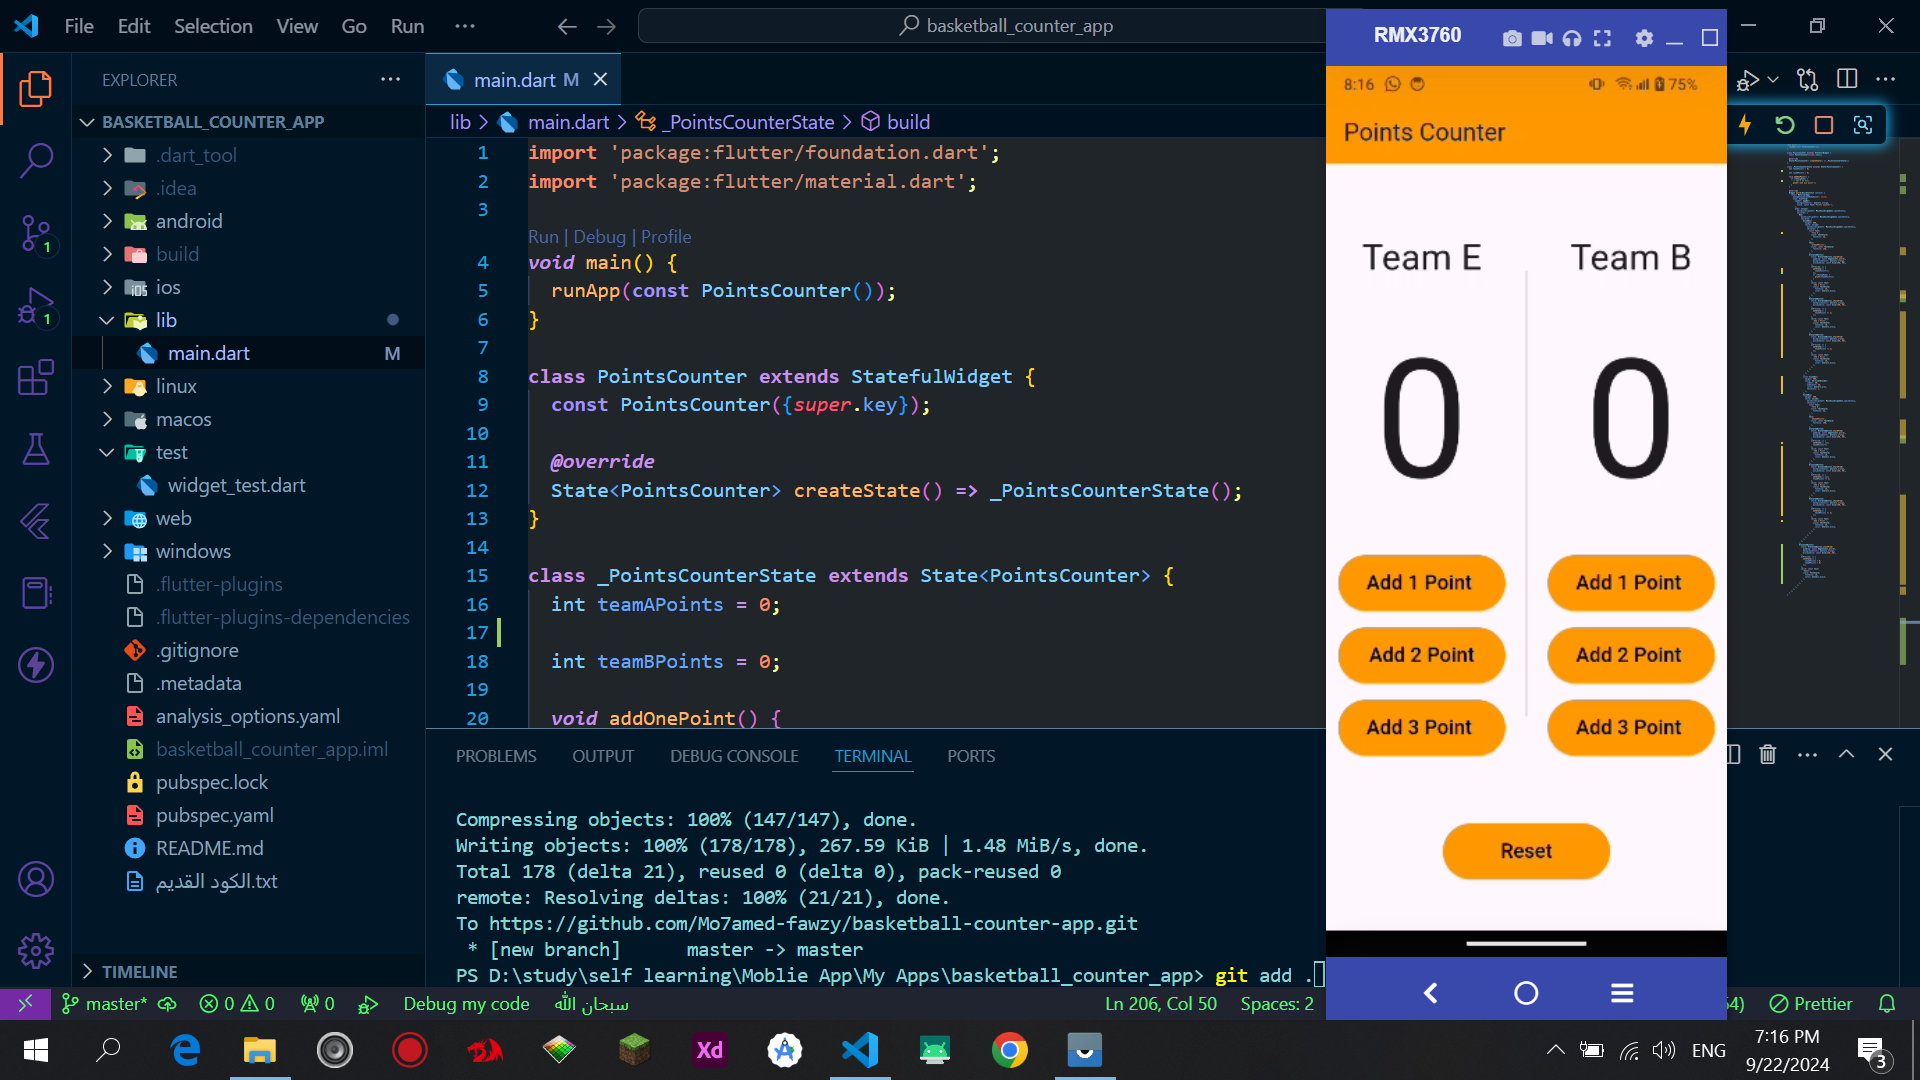 File Edit Selection View Go Run ···
basketball_counter_app
EXPLORER
BASKETBALL_COUNTER_APP
.dart_tool
.idea
android
build
ios
lib
main.dart M
linux
macos
test
widget_test.dart
web
windows
.flutter-plugins
.flutter-plugins-dependencies
.gitignore
.metadata
analysis_options.yaml
basketball_counter_app.iml
pubspec.lock
pubspec.yaml
README.md
الكود القديم.txt
TIMELINE
1
1
main.dart M
lib > main.dart > _PointsCounterState > build
1 import 'package:flutter/foundation.dart';
2 import 'package:flutter/material.dart';
3
Run | Debug | Profile
4 void main() {
5 runApp(const PointsCounter());
6 }
7
8 class PointsCounter extends StatefulWidget {
9 const PointsCounter({super.key});
10
11 @override
12 State<PointsCounter> createState() => _PointsCounterState();
13 }
14
15 class _PointsCounterState extends State<PointsCounter> {
16 int teamAPoints = 0;
17
18 int teamBPoints = 0;
19
20 void addOnePoint() {
PROBLEMS OUTPUT DEBUG CONSOLE TERMINAL PORTS
Compressing objects: 100% (147/147), done.
Writing objects: 100% (178/178), 267.59 KiB | 1.48 MiB/s, done.
Total 178 (delta 21), reused 0 (delta 0), pack-reused 0
remote: Resolving deltas: 100% (21/21), done.
To https://github.com/Mo7amed-fawzy/basketball-counter-app.git
* [new branch] master -> master
PS D:\study\self learning\Moblie App\My Apps\basketball_counter_app> git add .
RMX3760
8:16 75%
Points Counter
Team E Team B
0 0
Add 1 Point Add 1 Point
Add 2 Point Add 2 Point
Add 3 Point Add 3 Point
Reset
master* 0 0 0 Debug my code سبحان الله Ln 206, Col 50 Spaces: 2 64) Prettier
Xd
ENG
7:16 PM
9/22/2024
3